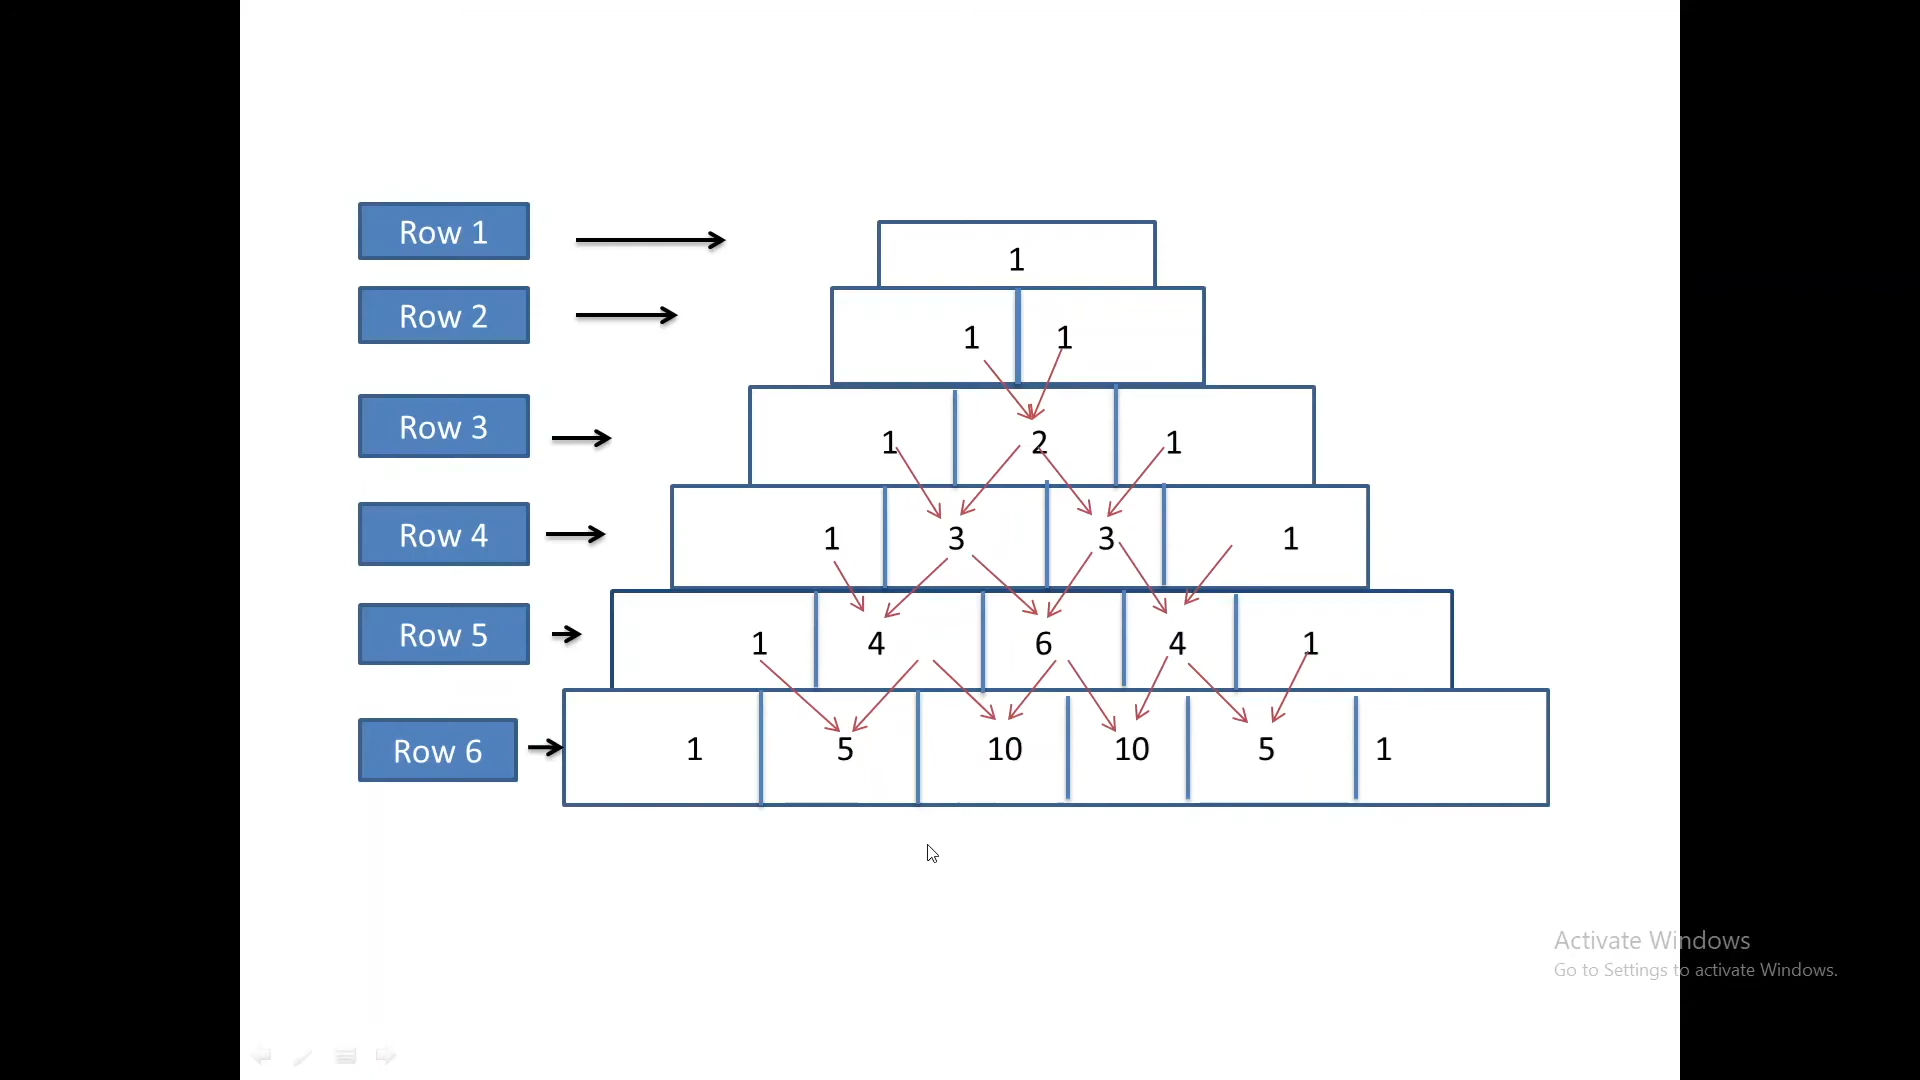 Row 1
1
Row 2
1 1
Row 3
1 2 1
Row 4
1 3 3 1
Row 5
1 4 6 4 1
Row 6
1 5 10 10 5 1
Activate Windows
Go to Settings to activate Windows.